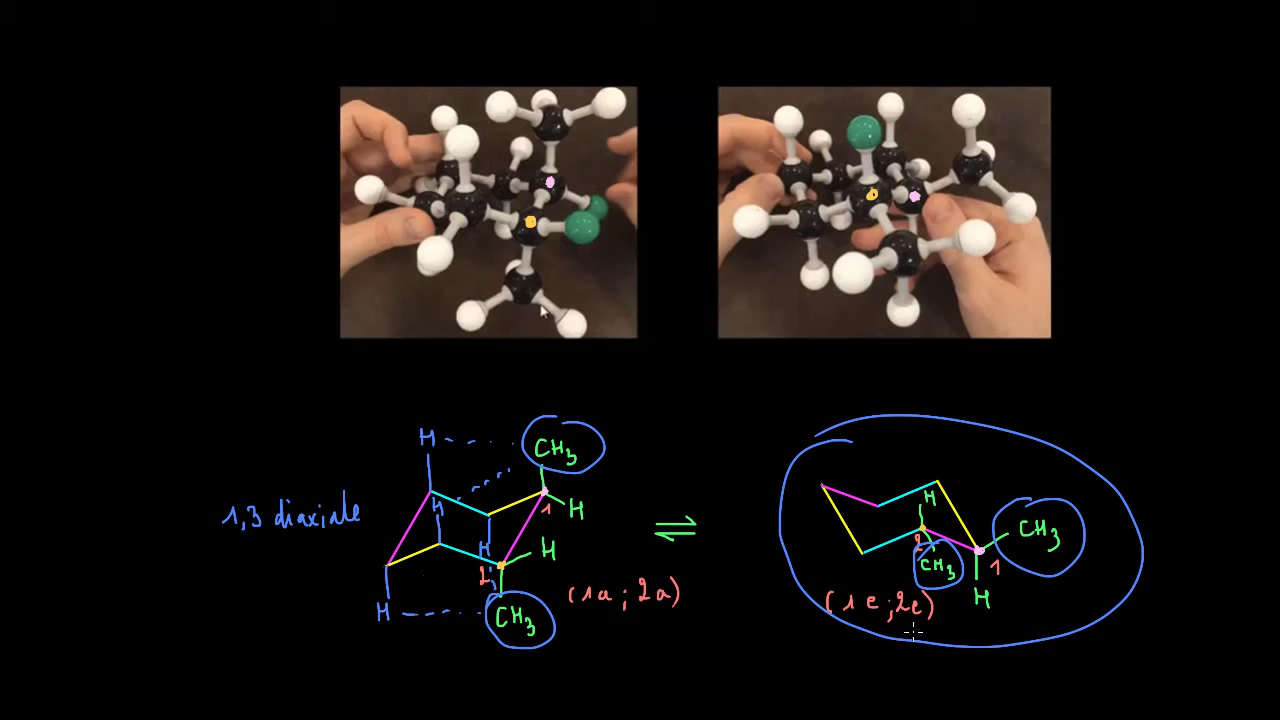 H
CH3
H
1,3 diaxiale
H
1
H
H
H
2
(1a ; 2a)
H
CH3
H
CH3
2
CH3
1
(1e ; 2e)
H